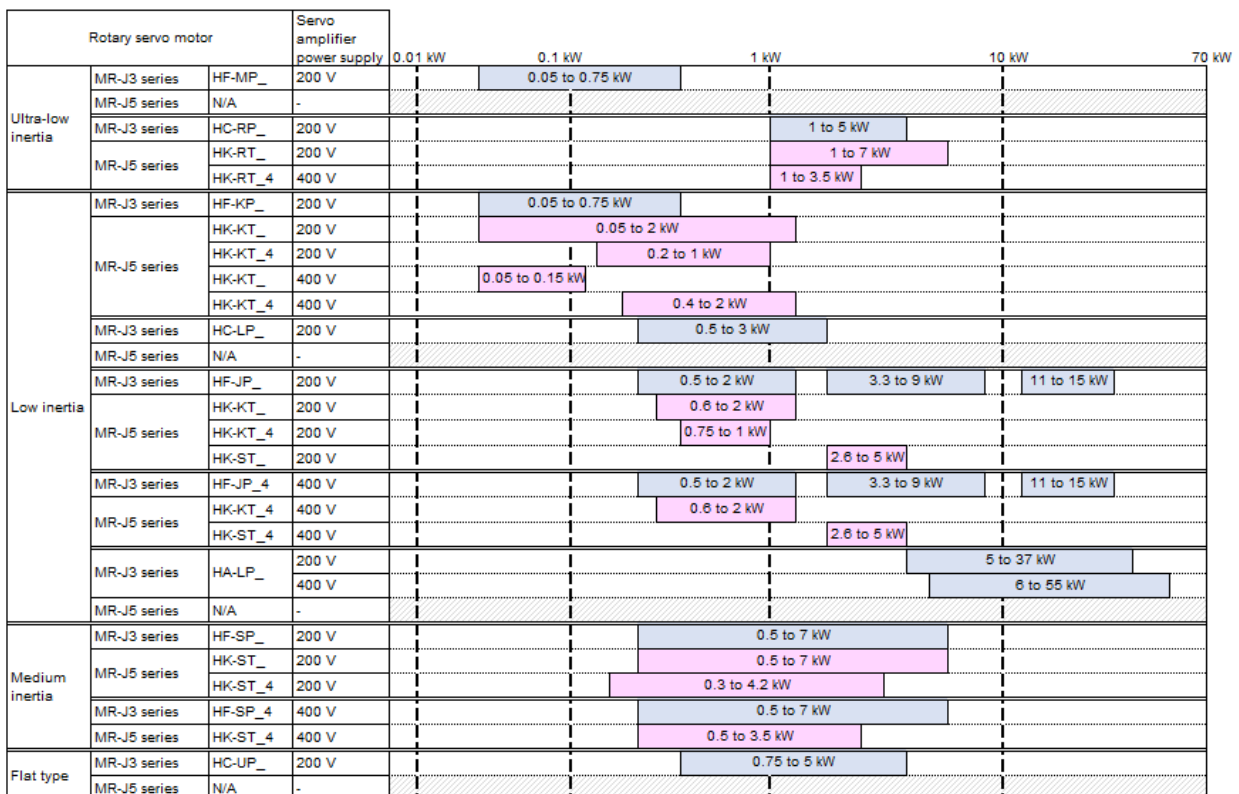 Rotary servo motor
Servo
amplifier
power supply
0.01 kW 0.1 kW 1 kW 10 kW 70 kW
Ultra-low
inertia
MR-J3 series HF-MP_ 200 V 0.05 to 0.75 kW
MR-J5 series N/A -
MR-J3 series HC-RP_ 200 V 1 to 5 kW
MR-J5 series
HK-RT_ 200 V 1 to 7 kW
HK-RT_4 400 V 1 to 3.5 kW
Low inertia
MR-J3 series HF-KP_ 200 V 0.05 to 0.75 kW
MR-J5 series
HK-KT_ 200 V 0.05 to 2 kW
HK-KT_4 200 V 0.2 to 1 kW
HK-KT_ 400 V 0.05 to 0.15 kW
HK-KT_4 400 V 0.4 to 2 kW
MR-J3 series HC-LP_ 200 V 0.5 to 3 kW
MR-J5 series N/A -
MR-J3 series HF-JP_ 200 V 0.5 to 2 kW 3.3 to 9 kW 11 to 15 kW
MR-J5 series
HK-KT_ 200 V 0.6 to 2 kW
HK-KT_4 200 V 0.75 to 1 kW
HK-ST_ 200 V 2.6 to 5 kW
MR-J3 series HF-JP_4 400 V 0.5 to 2 kW 3.3 to 9 kW 11 to 15 kW
MR-J5 series
HK-KT_4 400 V 0.6 to 2 kW
HK-ST_4 400 V 2.6 to 5 kW
MR-J3 series HA-LP_
200 V 5 to 37 kW
400 V 6 to 55 kW
MR-J5 series N/A -
Medium
inertia
MR-J3 series HF-SP_ 200 V 0.5 to 7 kW
MR-J5 series
HK-ST_ 200 V 0.5 to 7 kW
HK-ST_4 200 V 0.3 to 4.2 kW
MR-J3 series HF-SP_4 400 V 0.5 to 7 kW
MR-J5 series HK-ST_4 400 V 0.5 to 3.5 kW
Flat type
MR-J3 series HC-UP_ 200 V 0.75 to 5 kW
MR-J5 series N/A -